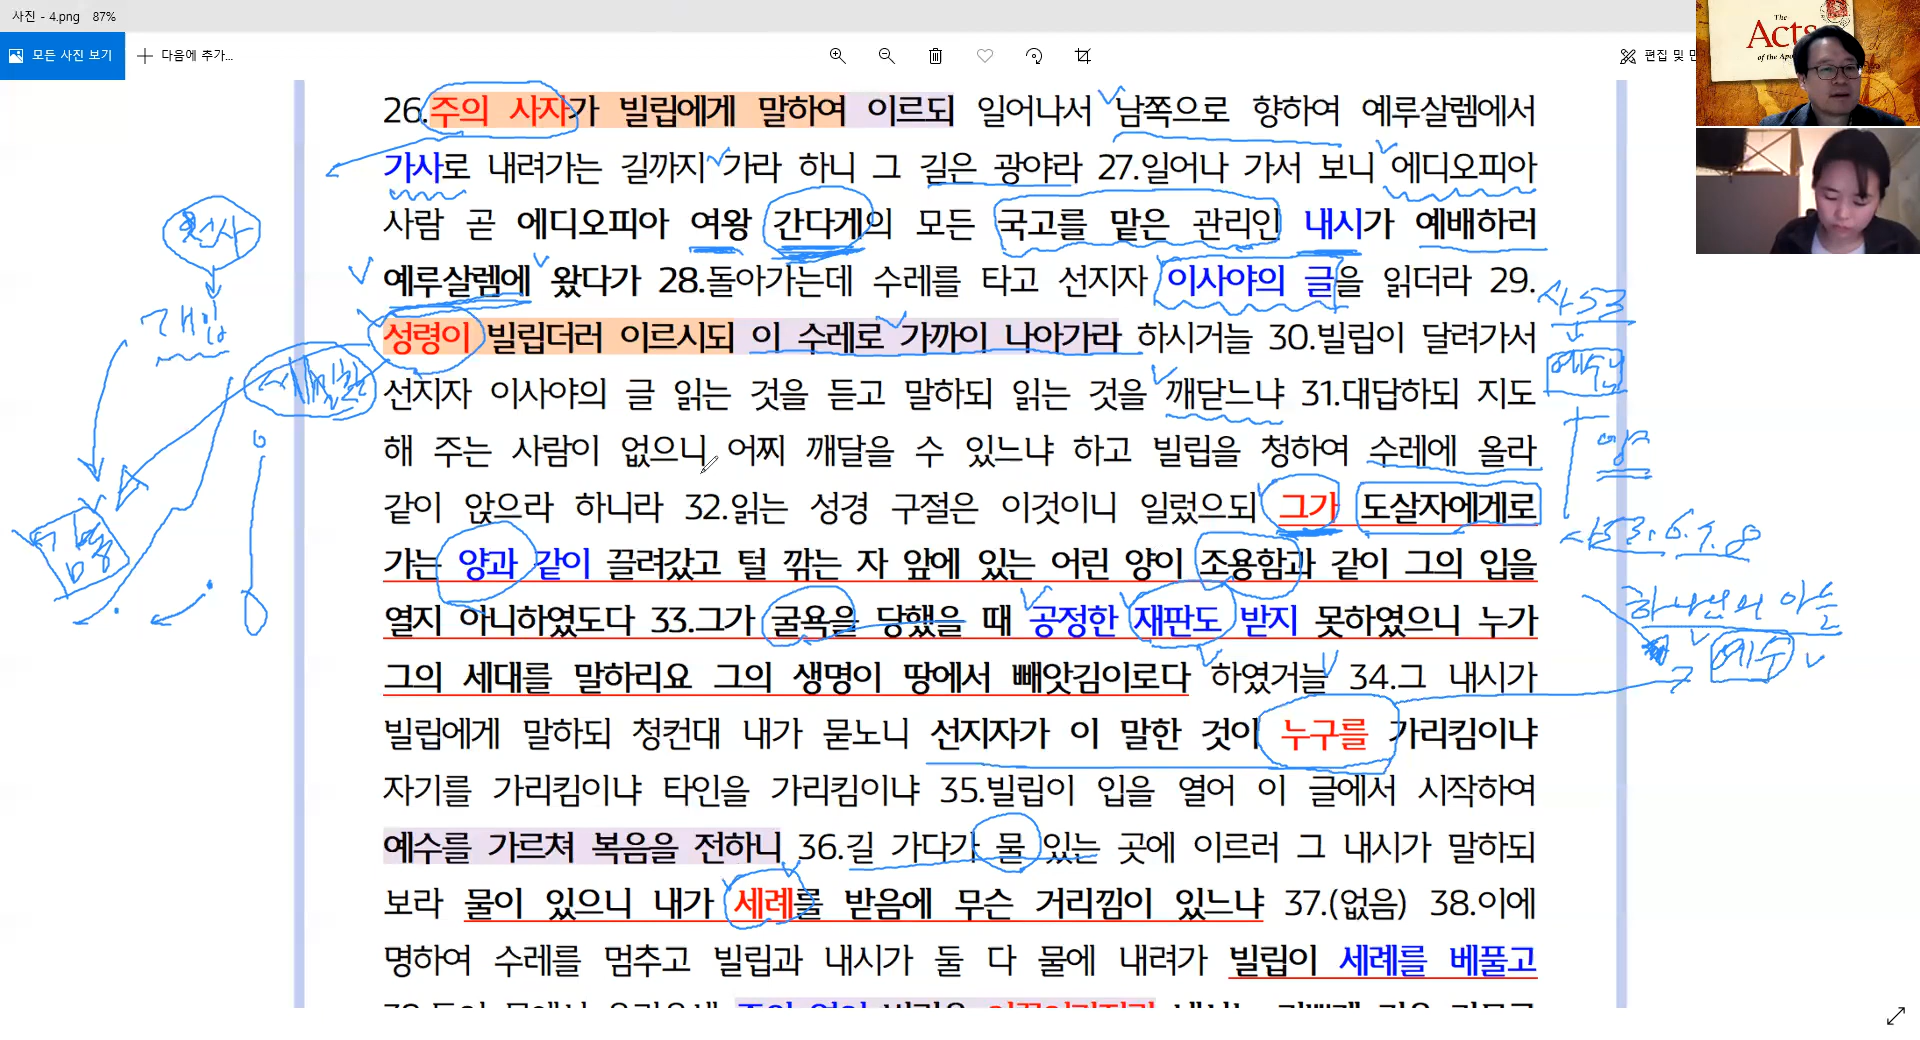 사진 - 4.png 87%
모든 사진 보기
다음에 추가...
편집 및 만
The
Acts
of the Apo
26.주의 사자가 빌립에게 말하여 이르되 일어나서 남쪽으로 향하여 예루살렘에서
가사로 내려가는 길까지 가라 하니 그 길은 광야라 27.일어나 가서 보니 에디오피아
사람 곧 에디오피아 여왕 간다게의 모든 국고를 맡은 관리인 내시가 예배하러
예루살렘에 왔다가 28.돌아가는데 수레를 타고 선지자 이사야의 글을 읽더라 29.
성령이 빌립더러 이르시되 이 수레로 가까이 나아가라 하시거늘 30.빌립이 달려가서
선지자 이사야의 글 읽는 것을 듣고 말하되 읽는 것을 깨닫느냐 31.대답하되 지도
해 주는 사람이 없으니 어찌 깨달을 수 있느냐 하고 빌립을 청하여 수레에 올라
같이 앉으라 하니라 32.읽는 성경 구절은 이것이니 일렀으되 그가 도살자에게로
가는 양과 같이 끌려갔고 털 깎는 자 앞에 있는 어린 양이 조용함과 같이 그의 입을
열지 아니하였도다 33.그가 굴욕을 당했을 때 공정한 재판도 받지 못하였으니 누가
그의 세대를 말하리요 그의 생명이 땅에서 빼앗김이로다 하였거늘 34.그 내시가
빌립에게 말하되 청컨대 내가 묻노니 선지자가 이 말한 것이 누구를 가리킴이냐
자기를 가리킴이냐 타인을 가리킴이냐 35.빌립이 입을 열어 이 글에서 시작하여
예수를 가르쳐 복음을 전하니 36.길 가다가 물 있는 곳에 이르러 그 내시가 말하되
보라 물이 있으니 내가 세례를 받음에 무슨 거리낌이 있느냐 37.(없음) 38.이에
명하여 수레를 멈추고 빌립과 내시가 둘 다 물에 내려가 빌립이 세례를 베풀고
천사
개입
사53
예수님
양
사53.6.7.8
하나님의 아들
예수